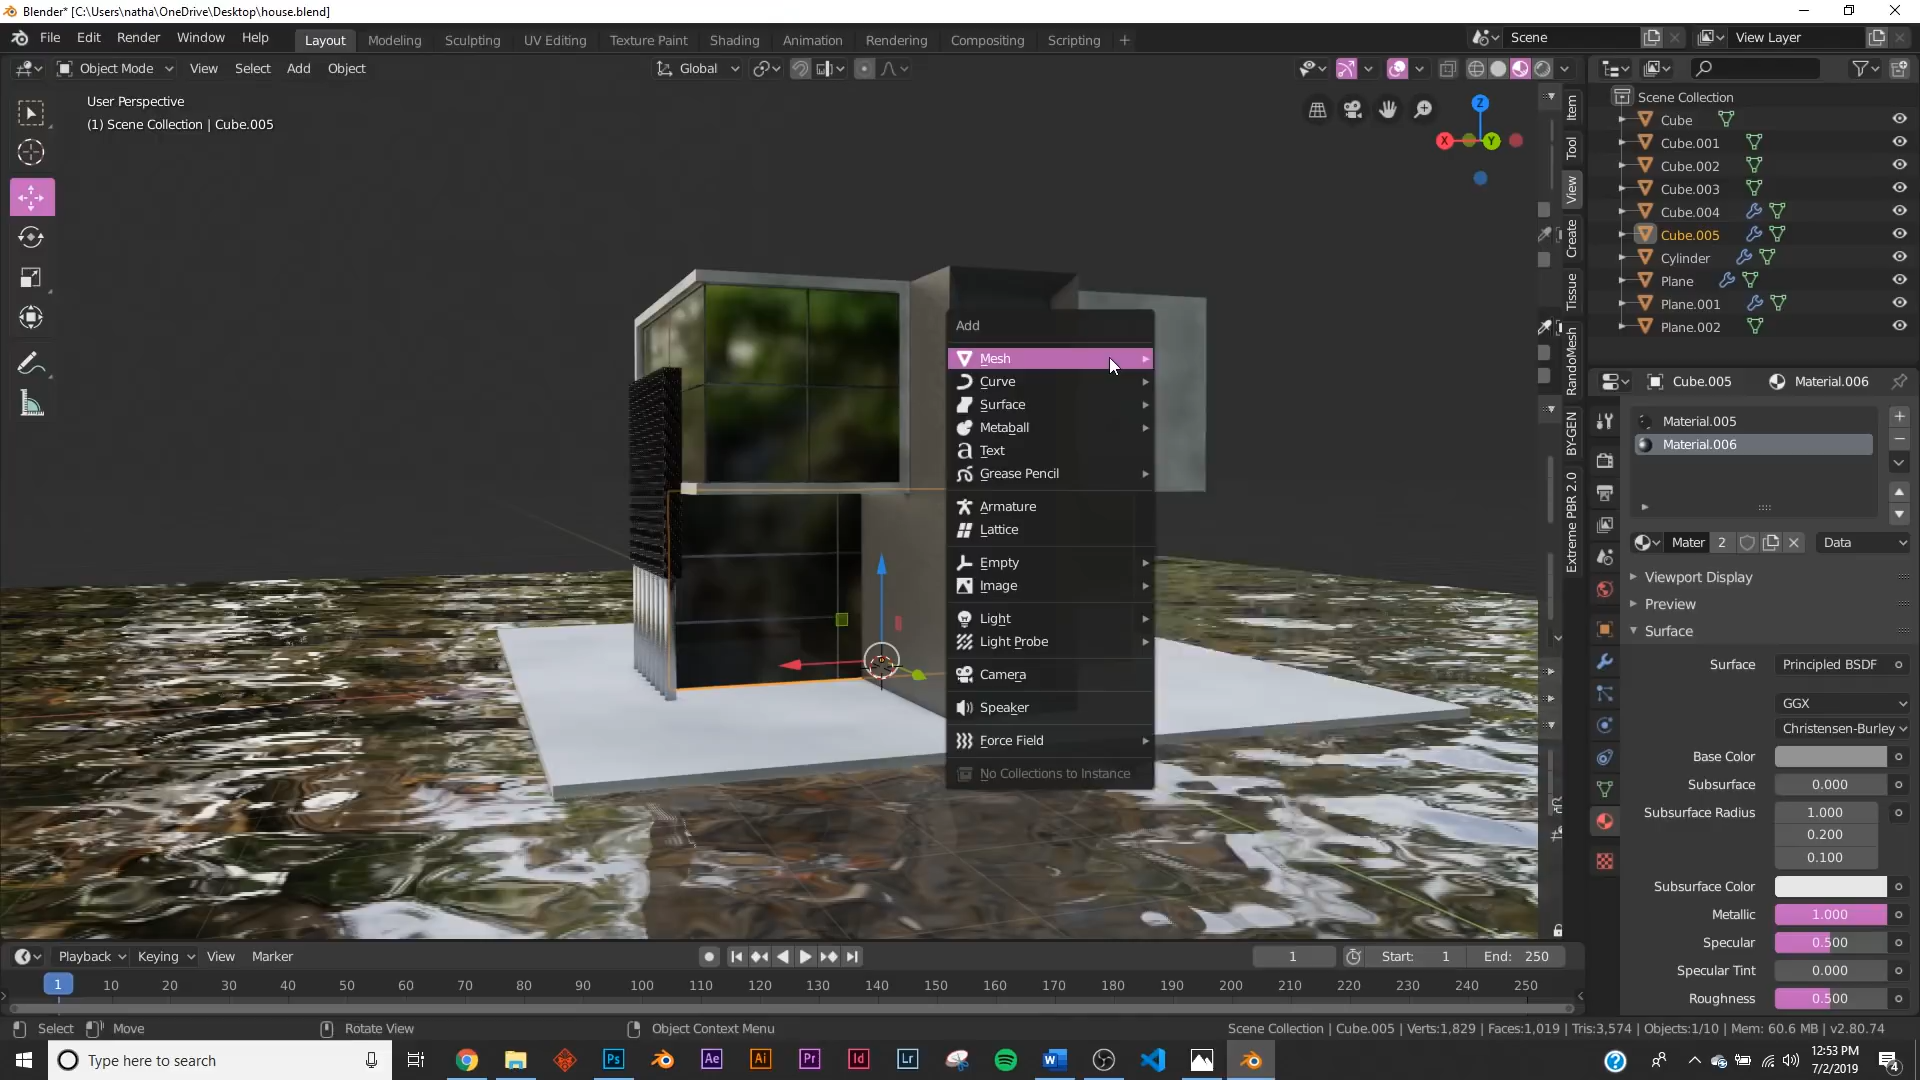 Blender* [C:\Users\natha\OneDrive\Desktop\house.blend]
File Edit Render Window Help
Layout Modeling Sculpting UV Editing Texture Paint Shading Animation Rendering Compositing Scripting +
Scene
View Layer
Object Mode View Select Add Object
Global
User Perspective
(1) Scene Collection | Cube.005
Z
X
Y
Item
Tool
View
Create
Tissue
RandoMesh
BY-GEN
Extreme PBR 2.0
Add
Mesh
Curve
Surface
Metaball
Text
Grease Pencil
Armature
Lattice
Empty
Image
Light
Light Probe
Camera
Speaker
Force Field
No Collections to Instance
Scene Collection
Cube
Cube.001
Cube.002
Cube.003
Cube.004
Cube.005
Cylinder
Plane
Plane.001
Plane.002
Cube.005 Material.006
Material.005
Material.006
Mater 2 Data
Viewport Display
Preview
Surface
Surface Principled BSDF
GGX
Christensen-Burley
Base Color
Subsurface 0.000
Subsurface Radius 1.000
0.200
0.100
Subsurface Color
Metallic 1.000
Specular 0.500
Specular Tint 0.000
Roughness 0.500
Playback Keying View Marker
1 Start: 1 End: 250
1 10 20 30 40 50 60 70 80 90 100 110 120 130 140 150 160 170 180 190 200 210 220 230 240 250
Select Move Rotate View Object Context Menu
Scene Collection | Cube.005 | Verts:1,829 | Faces:1,019 | Tris:3,574 | Objects:1/10 | Mem: 60.6 MB | v2.80.74
Type here to search
Ps
Ae
Ai
Pr
Id
Lr
12:53 PM
7/2/2019
4